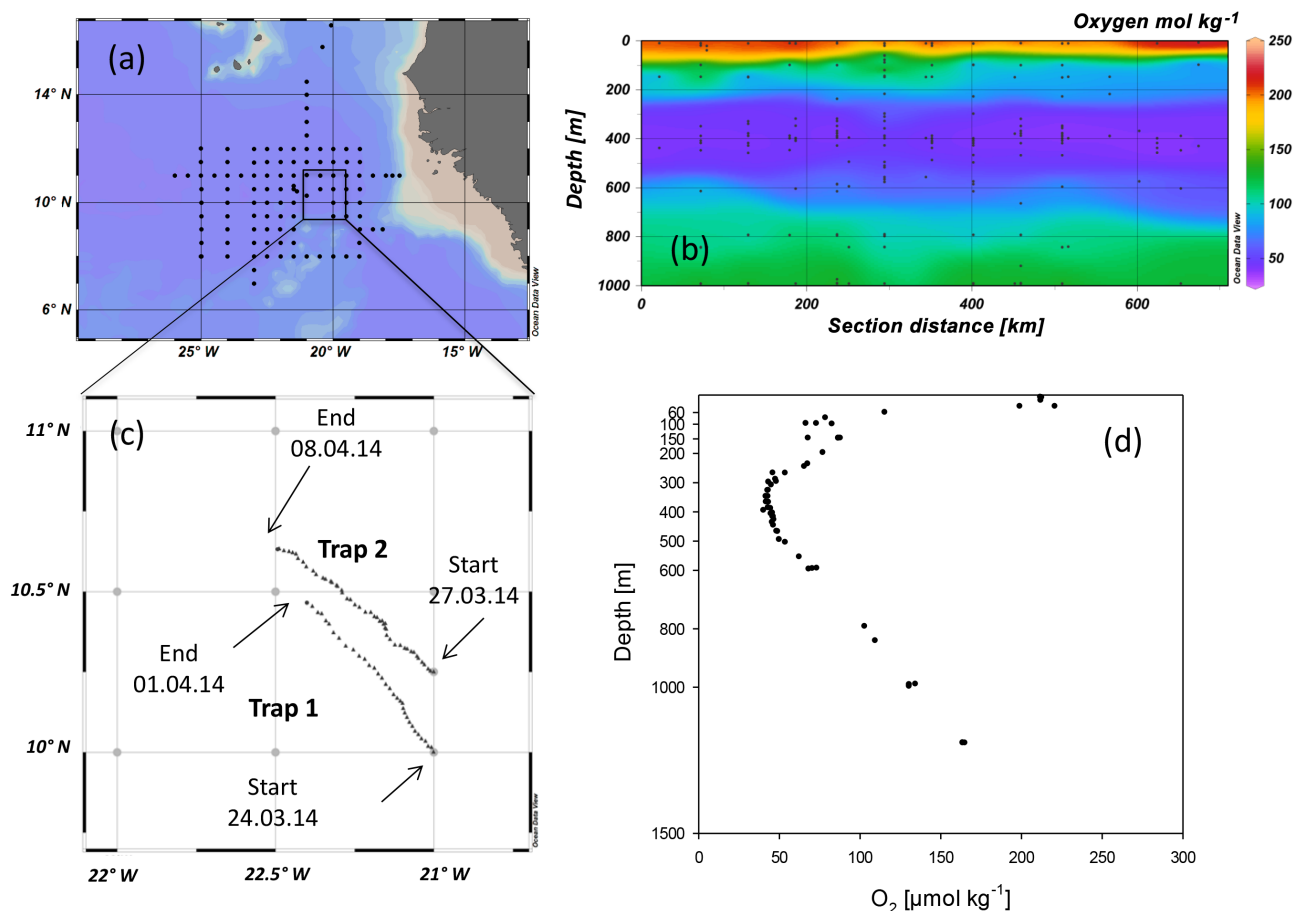 (a)
14° N
10° N
6° N
25° W
20° W
15° W
Ocean Data View
Oxygen mol kg-1
0
200
400
600
800
1000
Depth [m]
(b)
0
200
400
600
Section distance [km]
250
200
150
100
50
Ocean Data View
(c)
11° N
10.5° N
10° N
End
08.04.14
Trap 2
Start
27.03.14
End
01.04.14
Trap 1
Start
24.03.14
22° W
22.5° W
21° W
Ocean Data View
(d)
60
100
150
200
300
400
500
600
800
1000
1500
Depth [m]
0
50
100
150
200
250
300
O2 [µmol kg-1]